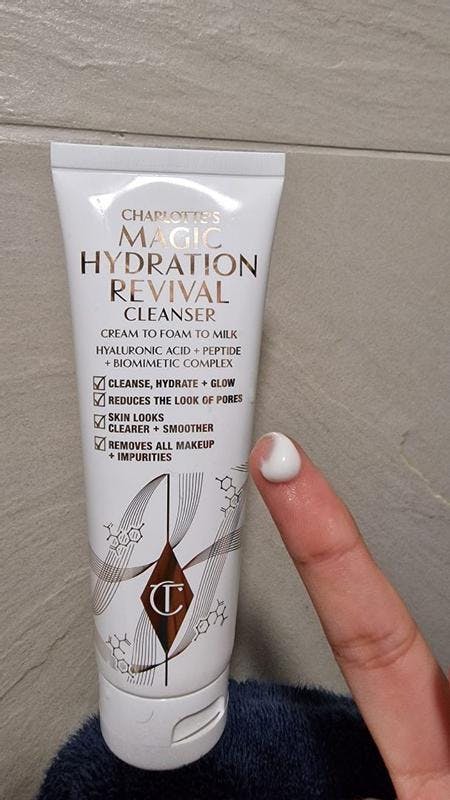 CHARLOTTE'S
MAGIC
HYDRATION
REVIVAL
CLEANSER
CREAM TO FOAM TO MILK
HYALURONIC ACID + PEPTIDE
+ BIOMIMETIC COMPLEX
CLEANSE, HYDRATE + GLOW
REDUCES THE LOOK OF PORES
SKIN LOOKS
CLEARER + SMOOTHER
REMOVES ALL MAKEUP
+ IMPURITIES
CT